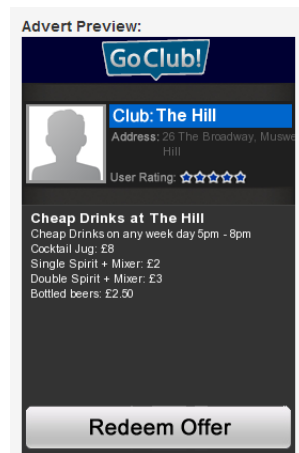 Advert Preview:
GoClub!
Club: The Hill
Address: 26 The Broadway, Muswe
Hill
User Rating:
Cheap Drinks at The Hill
Cheap Drinks on any week day 5pm - 8pm
Cocktail Jug: £8
Single Spirit + Mixer: £2
Double Spirit + Mixer: £3
Bottled beers: £2.50
Redeem Offer